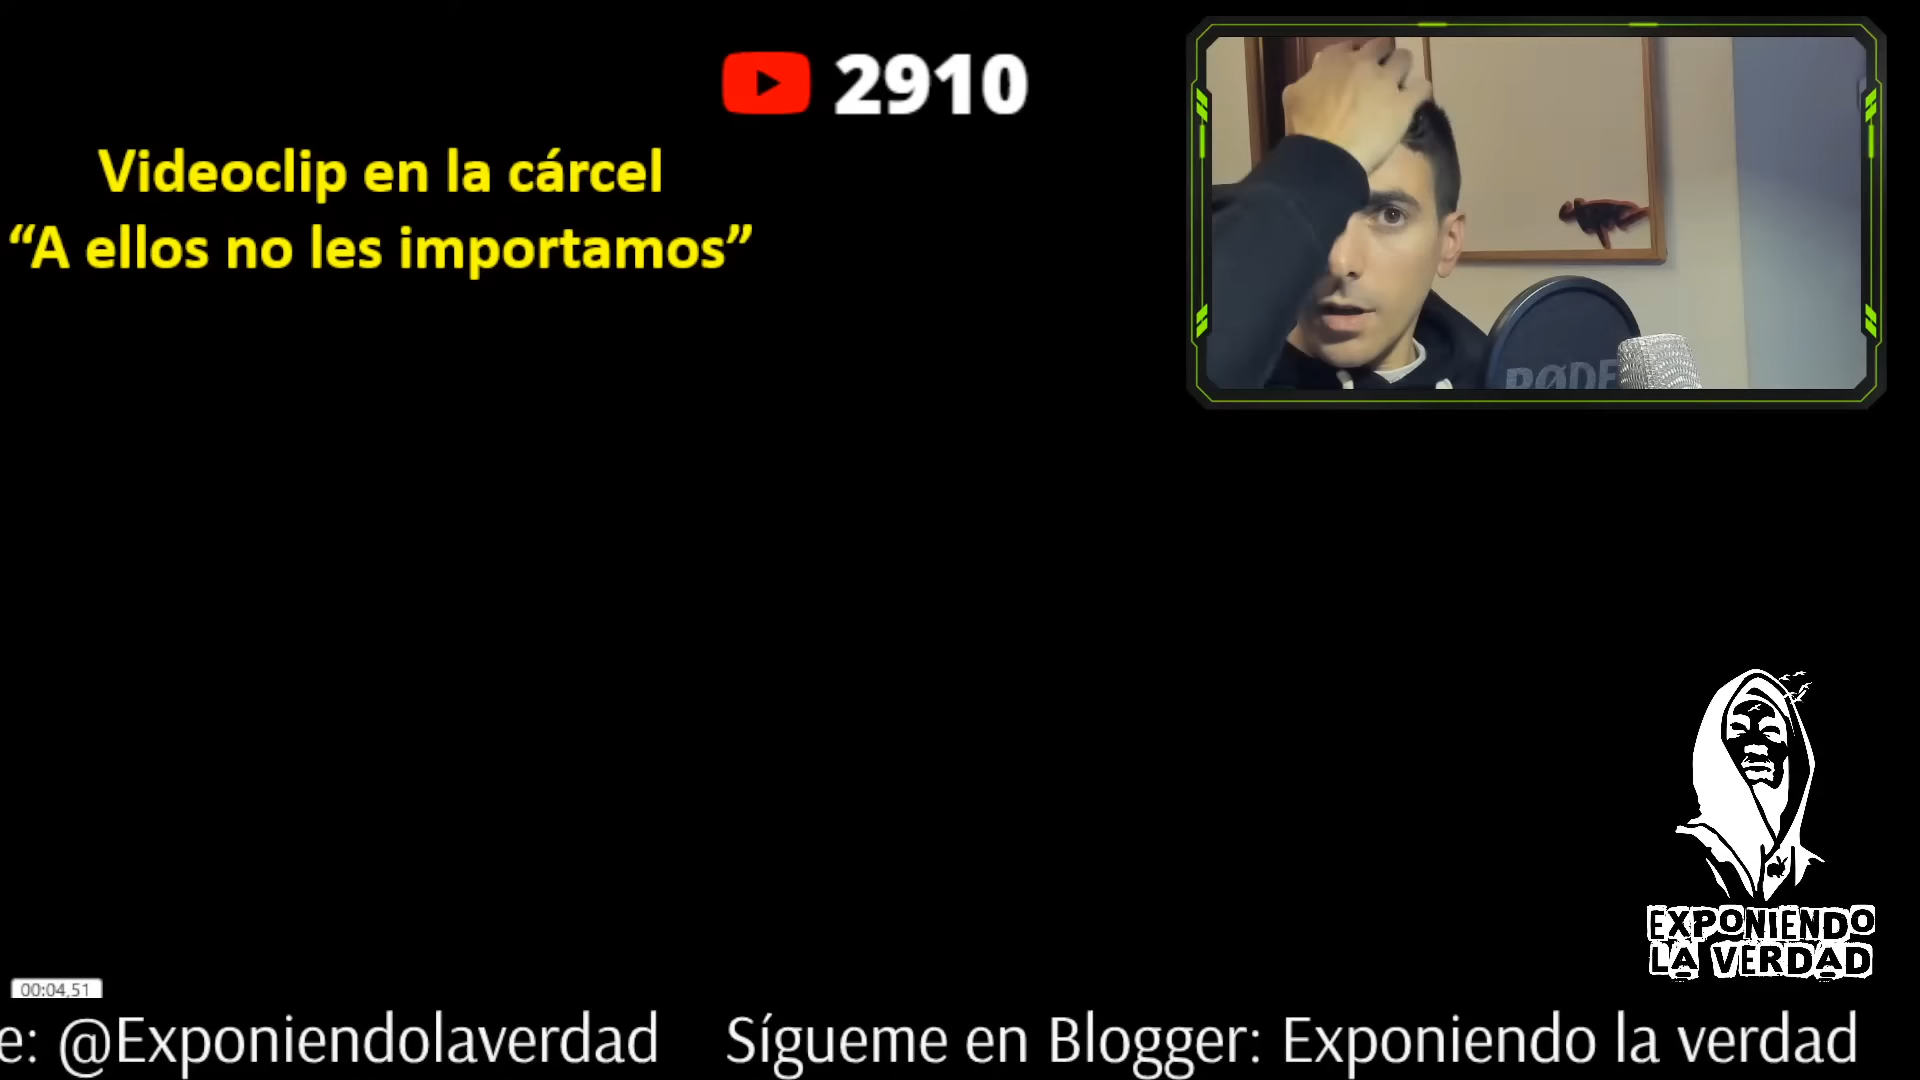 2910
Videoclip en la cárcel
“A ellos no les importamos”
RØDE
EXPONIENDO
LA VERDAD
00:04,51
e: @Exponiendolaverdad Sígueme en Blogger: Exponiendo la verdad